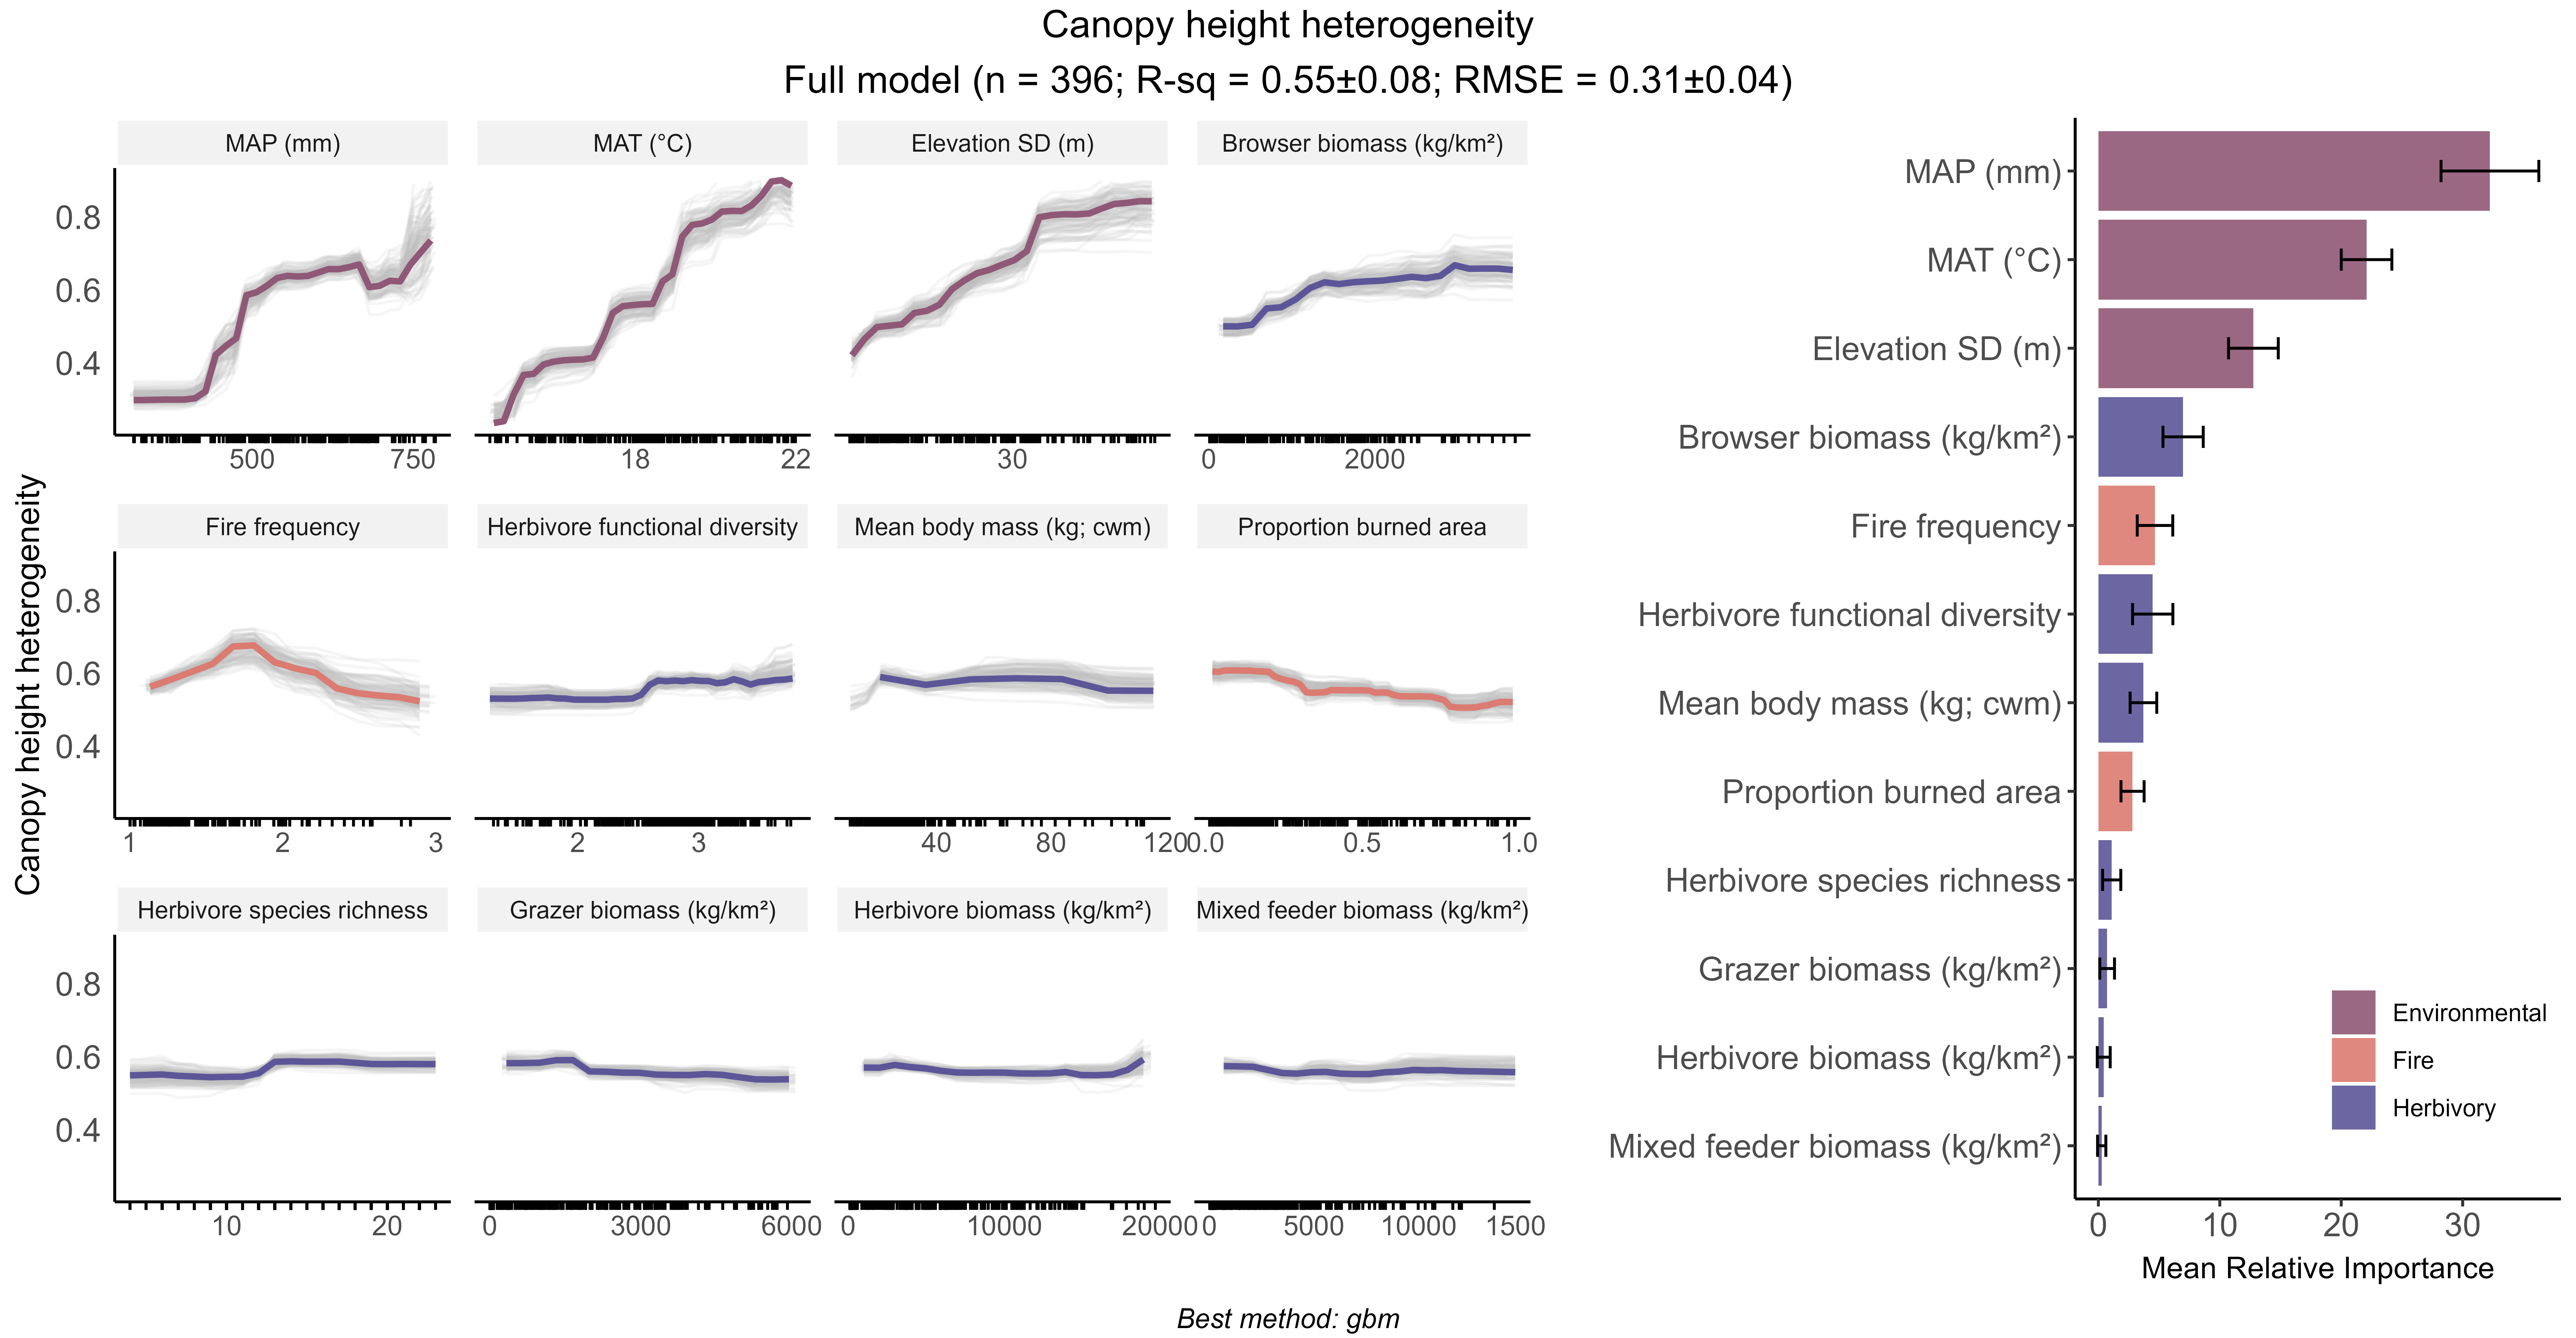 Canopy height heterogeneity
Full model (n = 396; R-sq = 0.55±0.08; RMSE = 0.31±0.04)
MAP (mm)
MAT (°C)
Elevation SD (m)
Browser biomass (kg/km²)
0.8
0.6
0.4
500 750
18 22
30
0 2000
Canopy height heterogeneity
Fire frequency
Herbivore functional diversity
Mean body mass (kg; cwm)
Proportion burned area
0.8
0.6
0.4
1 2 3
2 3
40 80 120
0.0 0.5 1.0
Herbivore species richness
Grazer biomass (kg/km²)
Herbivore biomass (kg/km²)
Mixed feeder biomass (kg/km²)
0.8
0.6
0.4
10 20
0 3000 6000
0 10000 20000
0 5000 10000 1500
MAP (mm)
MAT (°C)
Elevation SD (m)
Browser biomass (kg/km²)
Fire frequency
Herbivore functional diversity
Mean body mass (kg; cwm)
Proportion burned area
Herbivore species richness
Grazer biomass (kg/km²)
Herbivore biomass (kg/km²)
Mixed feeder biomass (kg/km²)
0 10 20 30
Mean Relative Importance
Environmental
Fire
Herbivory
Best method: gbm